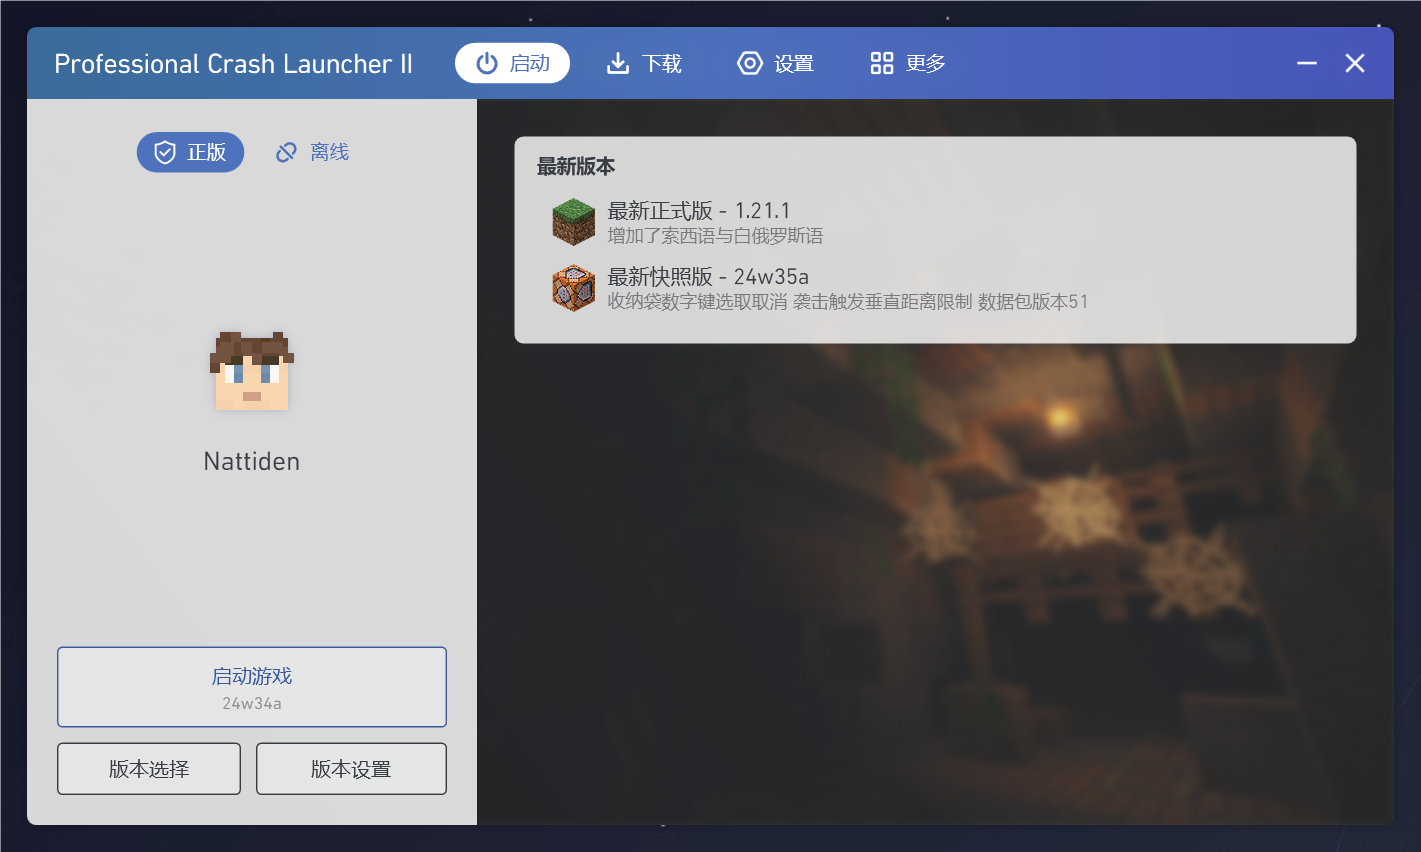 Professional Crash Launcher II
启动
下载
设置
更多
正版
离线
Nattiden
启动游戏
24w34a
版本选择
版本设置
最新版本
最新正式版 - 1.21.1
增加了索西语与白俄罗斯语
最新快照版 - 24w35a
收纳袋数字键选取取消 袭击触发垂直距离限制 数据包版本51